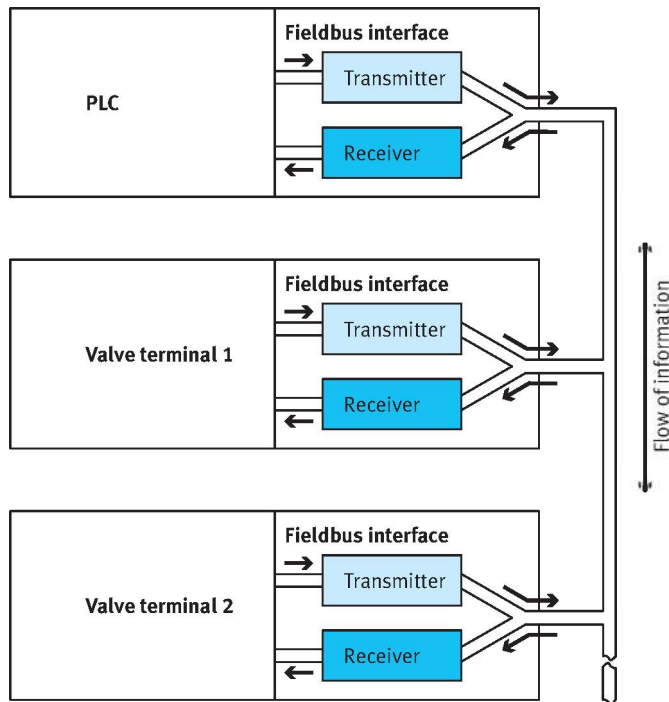 Fieldbus interface
PLC
Transmitter
Receiver
Fieldbus interface
Valve terminal 1
Transmitter
Receiver
Flow of information
Fieldbus interface
Valve terminal 2
Transmitter
Receiver